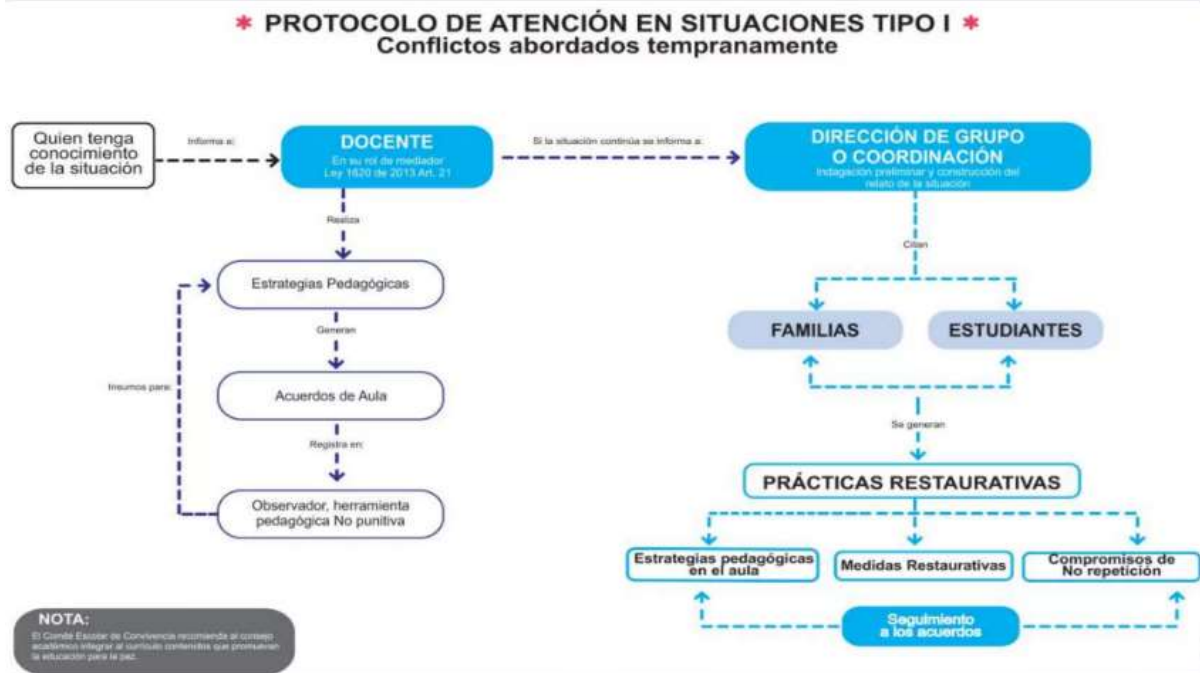 * PROTOCOLO DE ATENCIÓN EN SITUACIONES TIPO I *
Conflictos abordados tempranamente
Quien tenga
conocimiento
de la situación
Informa a:
DOCENTE
En su rol de mediador
Ley 1620 de 2013 Art. 21
Si la situación continúa se informa a:
DIRECCIÓN DE GRUPO
O COORDINACIÓN
Indagación preliminar y construcción del
relato de la situación
Realiza
Estrategias Pedagógicas
Generan
Acuerdos de Aula
Registra en:
Observador, herramienta
pedagógica No punitiva
Insumos para:
Citan
FAMILIAS
ESTUDIANTES
Se generan
PRÁCTICAS RESTAURATIVAS
Estrategias pedagógicas
en el aula
Medidas Restaurativas
Compromisos de
No repetición
Seguimiento
a los acuerdos
NOTA:
El Comité Escolar de Convivencia recomienda al consejo
académico integrar al currículo contenidos que promuevan
la educación para la paz.